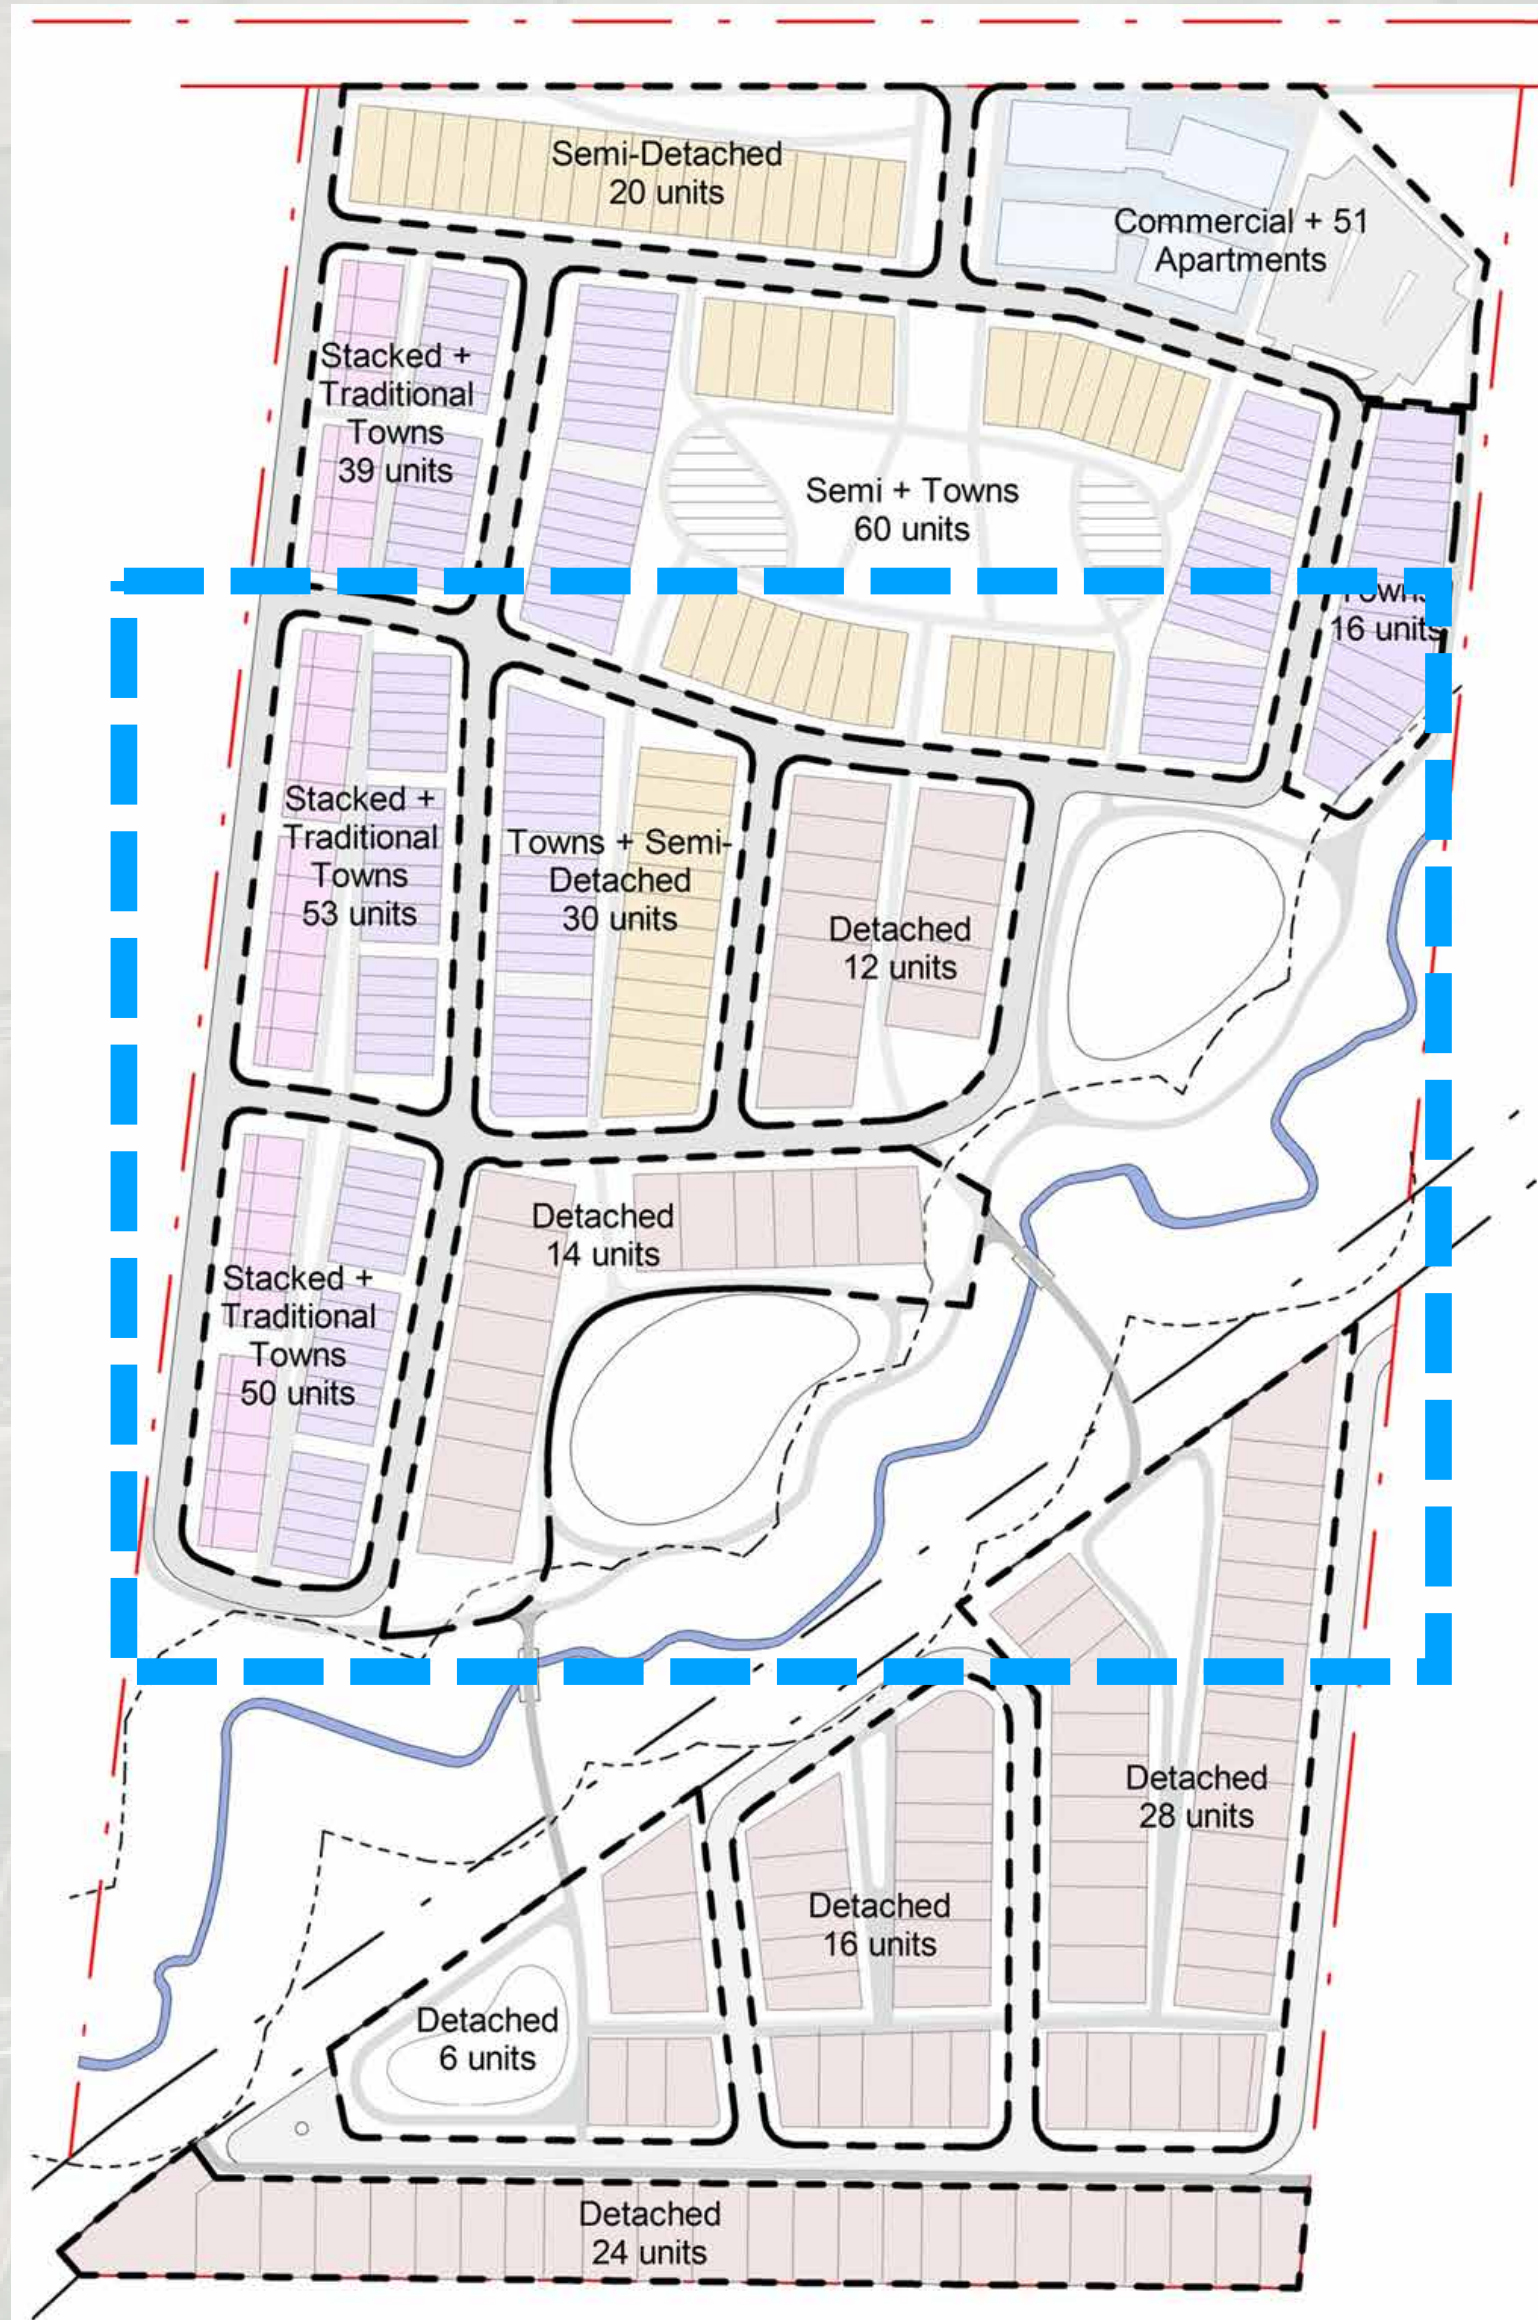 Semi-Detached
20 units
Commercial + 51
Apartments
Stacked +
Traditional
Towns
39 units
Semi + Towns
60 units
Towns
16 units
Stacked +
Traditional
Towns
53 units
Towns + Semi-
Detached
30 units
Detached
12 units
Detached
14 units
Stacked +
Traditional
Towns
50 units
Detached
28 units
Detached
16 units
Detached
6 units
Detached
24 units